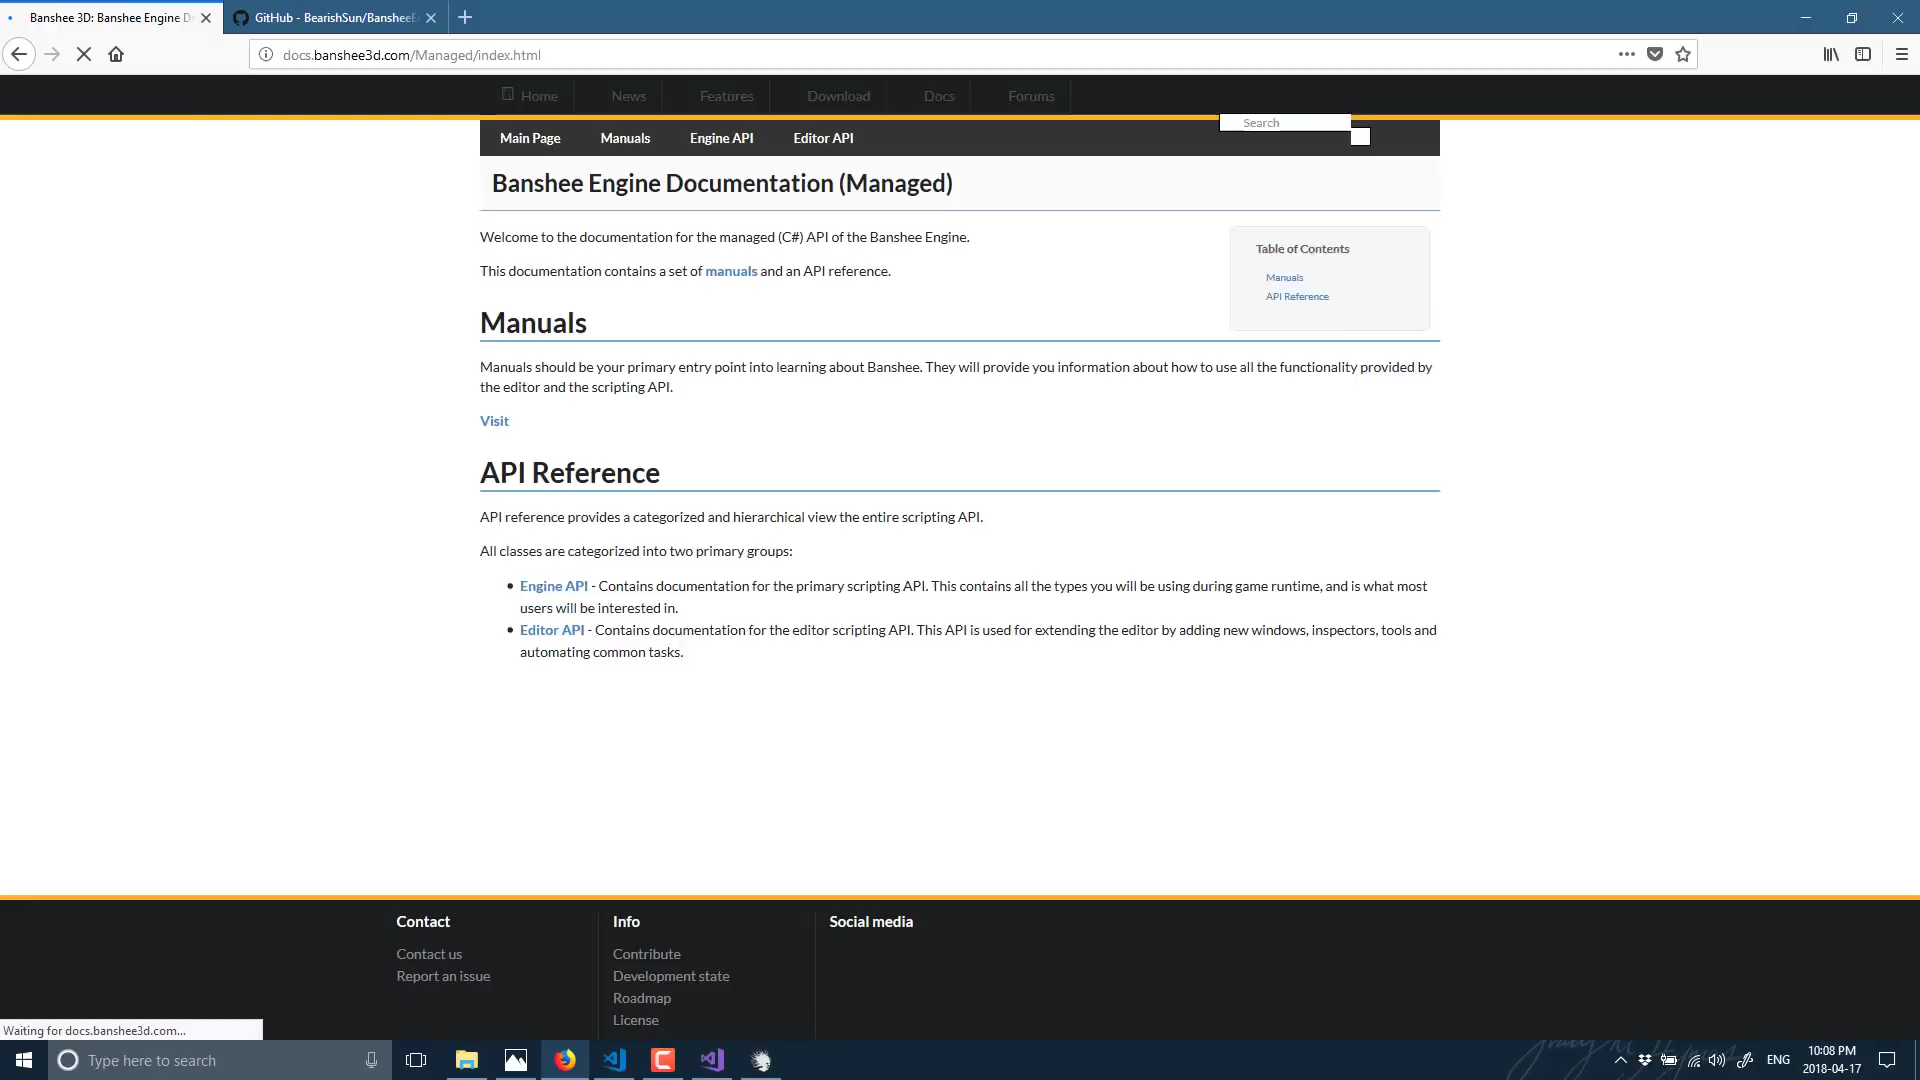 Banshee 3D: Banshee Engine D
GitHub - BearishSun/BansheeE
docs.banshee3d.com/Managed/index.html
Home
News
Features
Download
Docs
Forums
Main Page
Manuals
Engine API
Editor API
Search
Banshee Engine Documentation (Managed)
Welcome to the documentation for the managed (C#) API of the Banshee Engine.
This documentation contains a set of manuals and an API reference.
Table of Contents
Manuals
API Reference
Manuals
Manuals should be your primary entry point into learning about Banshee. They will provide you information about how to use all the functionality provided by
the editor and the scripting API.
Visit
API Reference
API reference provides a categorized and hierarchical view the entire scripting API.
All classes are categorized into two primary groups:
Engine API - Contains documentation for the primary scripting API. This contains all the types you will be using during game runtime, and is what most
users will be interested in.
Editor API - Contains documentation for the editor scripting API. This API is used for extending the editor by adding new windows, inspectors, tools and
automating common tasks.
Contact
Contact us
Report an issue
Info
Contribute
Development state
Roadmap
License
Social media
Waiting for docs.banshee3d.com...
Type here to search
ENG
10:08 PM
2018-04-17